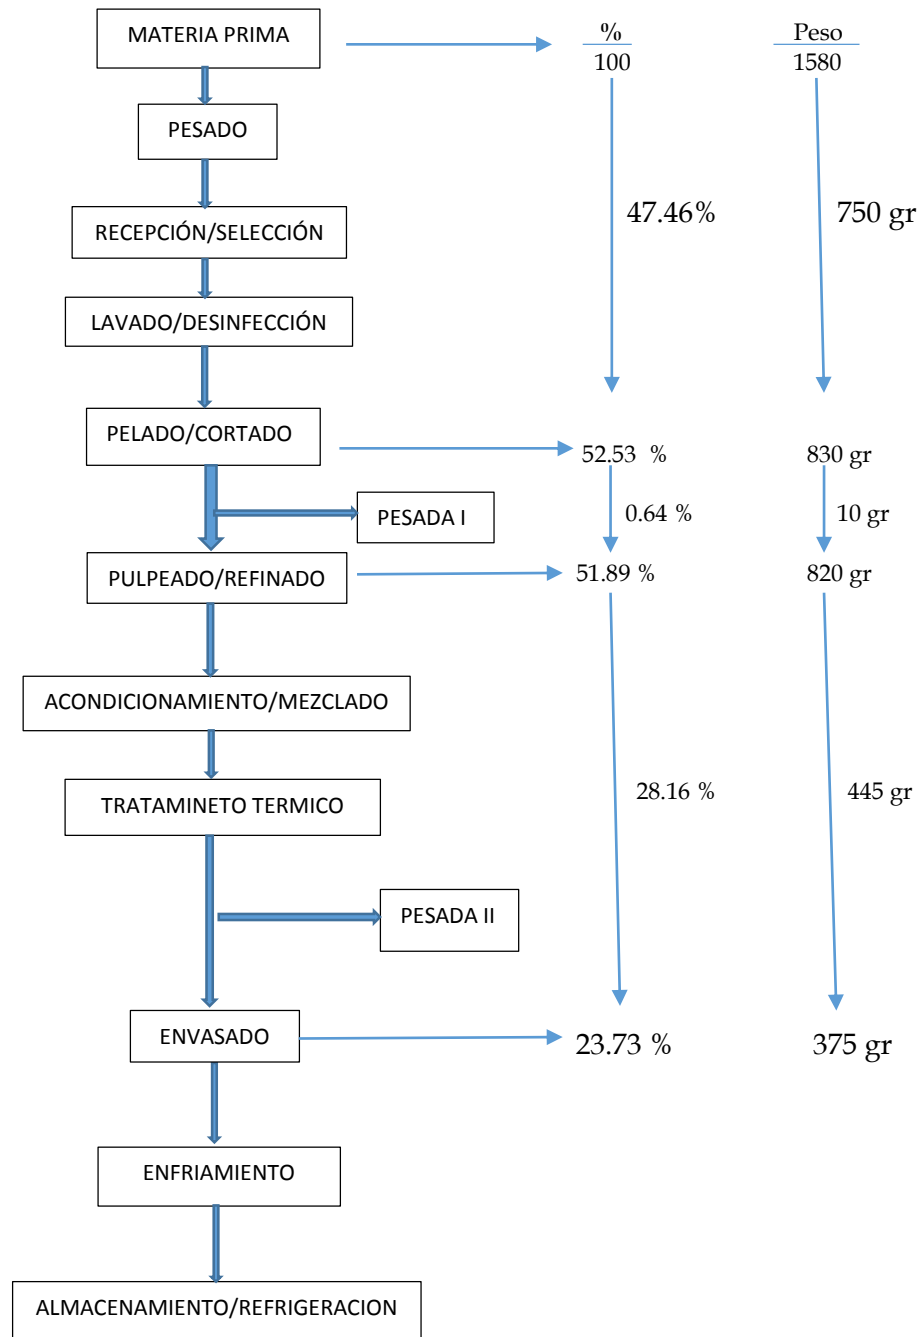 MATERIA PRIMA
%
Peso
100
1580
PESADO
RECEPCIÓN/SELECCIÓN
47.46%
750 gr
LAVADO/DESINFECCIÓN
PELADO/CORTADO
52.53 %
830 gr
PESADA I
0.64 %
10 gr
PULPEADO/REFINADO
51.89 %
820 gr
ACONDICIONAMIENTO/MEZCLADO
TRATAMINETO TERMICO
28.16 %
445 gr
PESADA II
ENVASADO
23.73 %
375 gr
ENFRIAMIENTO
ALMACENAMIENTO/REFRIGERACION